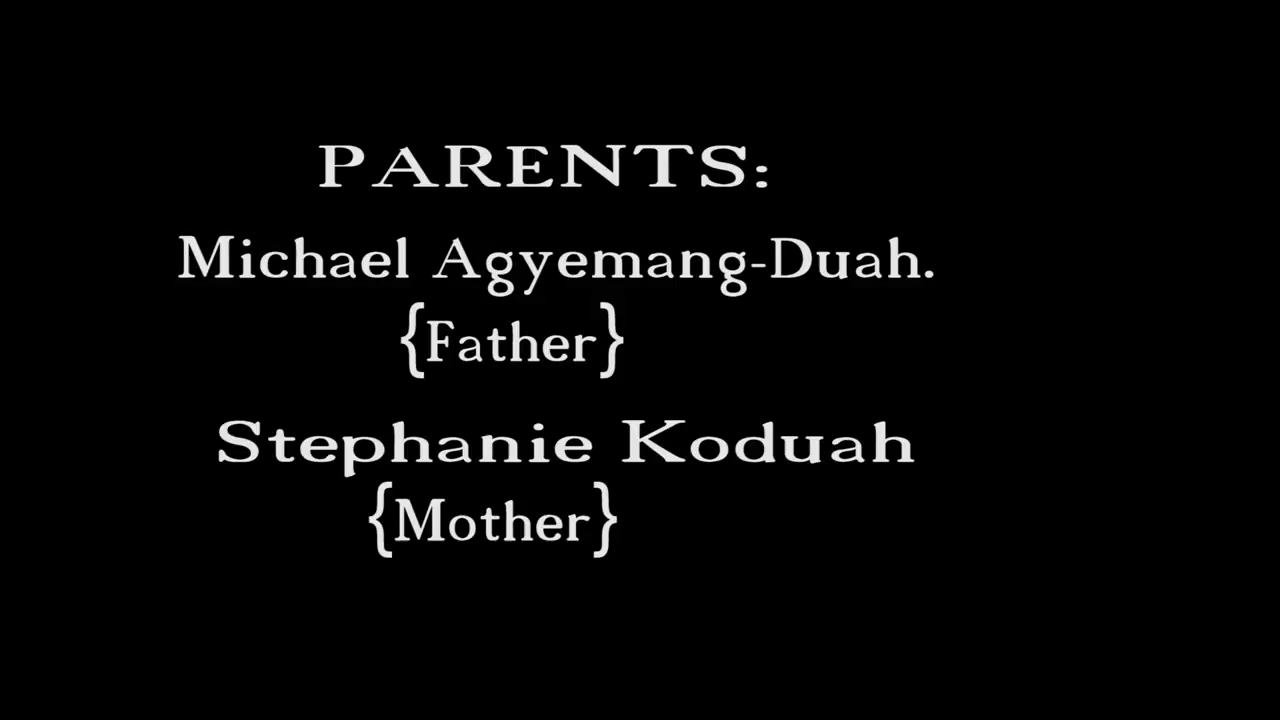 PARENTS:
Michael Agyemang-Duah.
{Father}
Stephanie Koduah
{Mother}